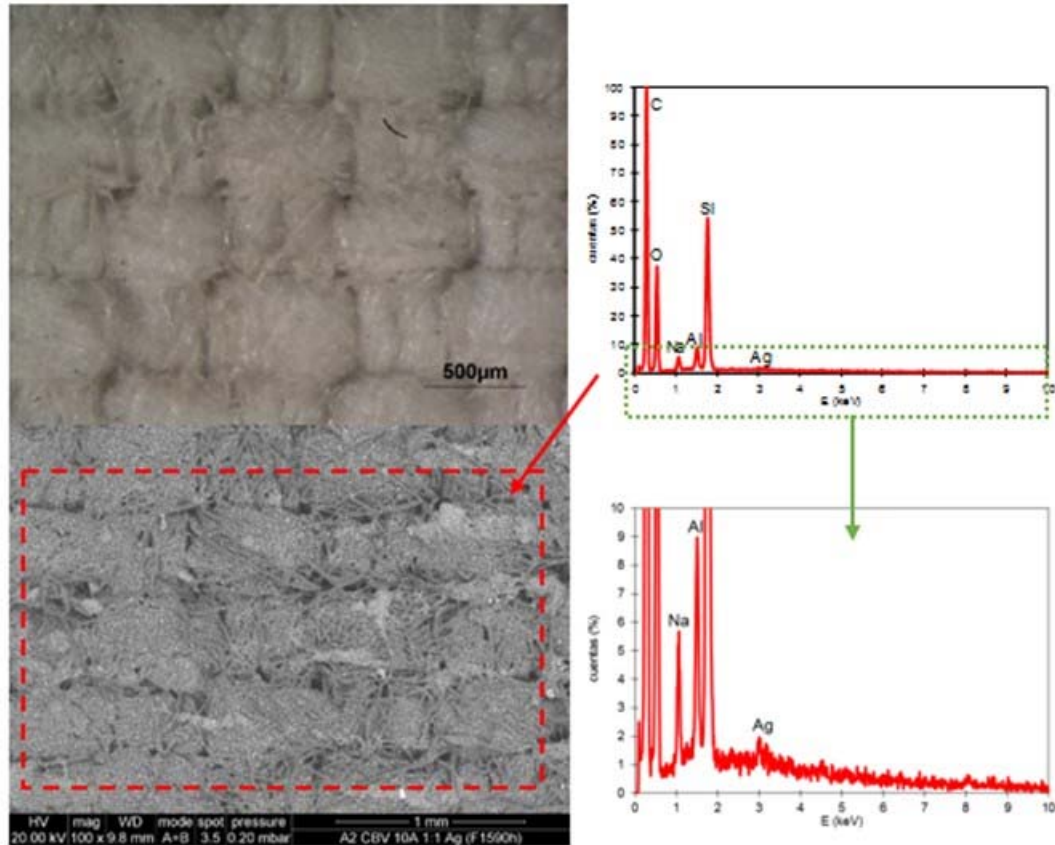 500µm
HV mag WD mode spot pressure 1 mm
20.00 kV 100 x 9.8 mm A+B 3.5 0.20 mbar A2 CBV 10A 1:1 Ag (F1590h)
100
90
80
70
60
50
40
30
20
10
0
cuentas (%)
C
O
Na
Al
Si
Ag
0 1 2 3 4 5 6 7 8 9 10
E (keV)
10
9
8
7
6
5
4
3
2
1
0
cuentas (%)
Na
Al
Ag
0 1 2 3 4 5 6 7 8 9 10
E (keV)